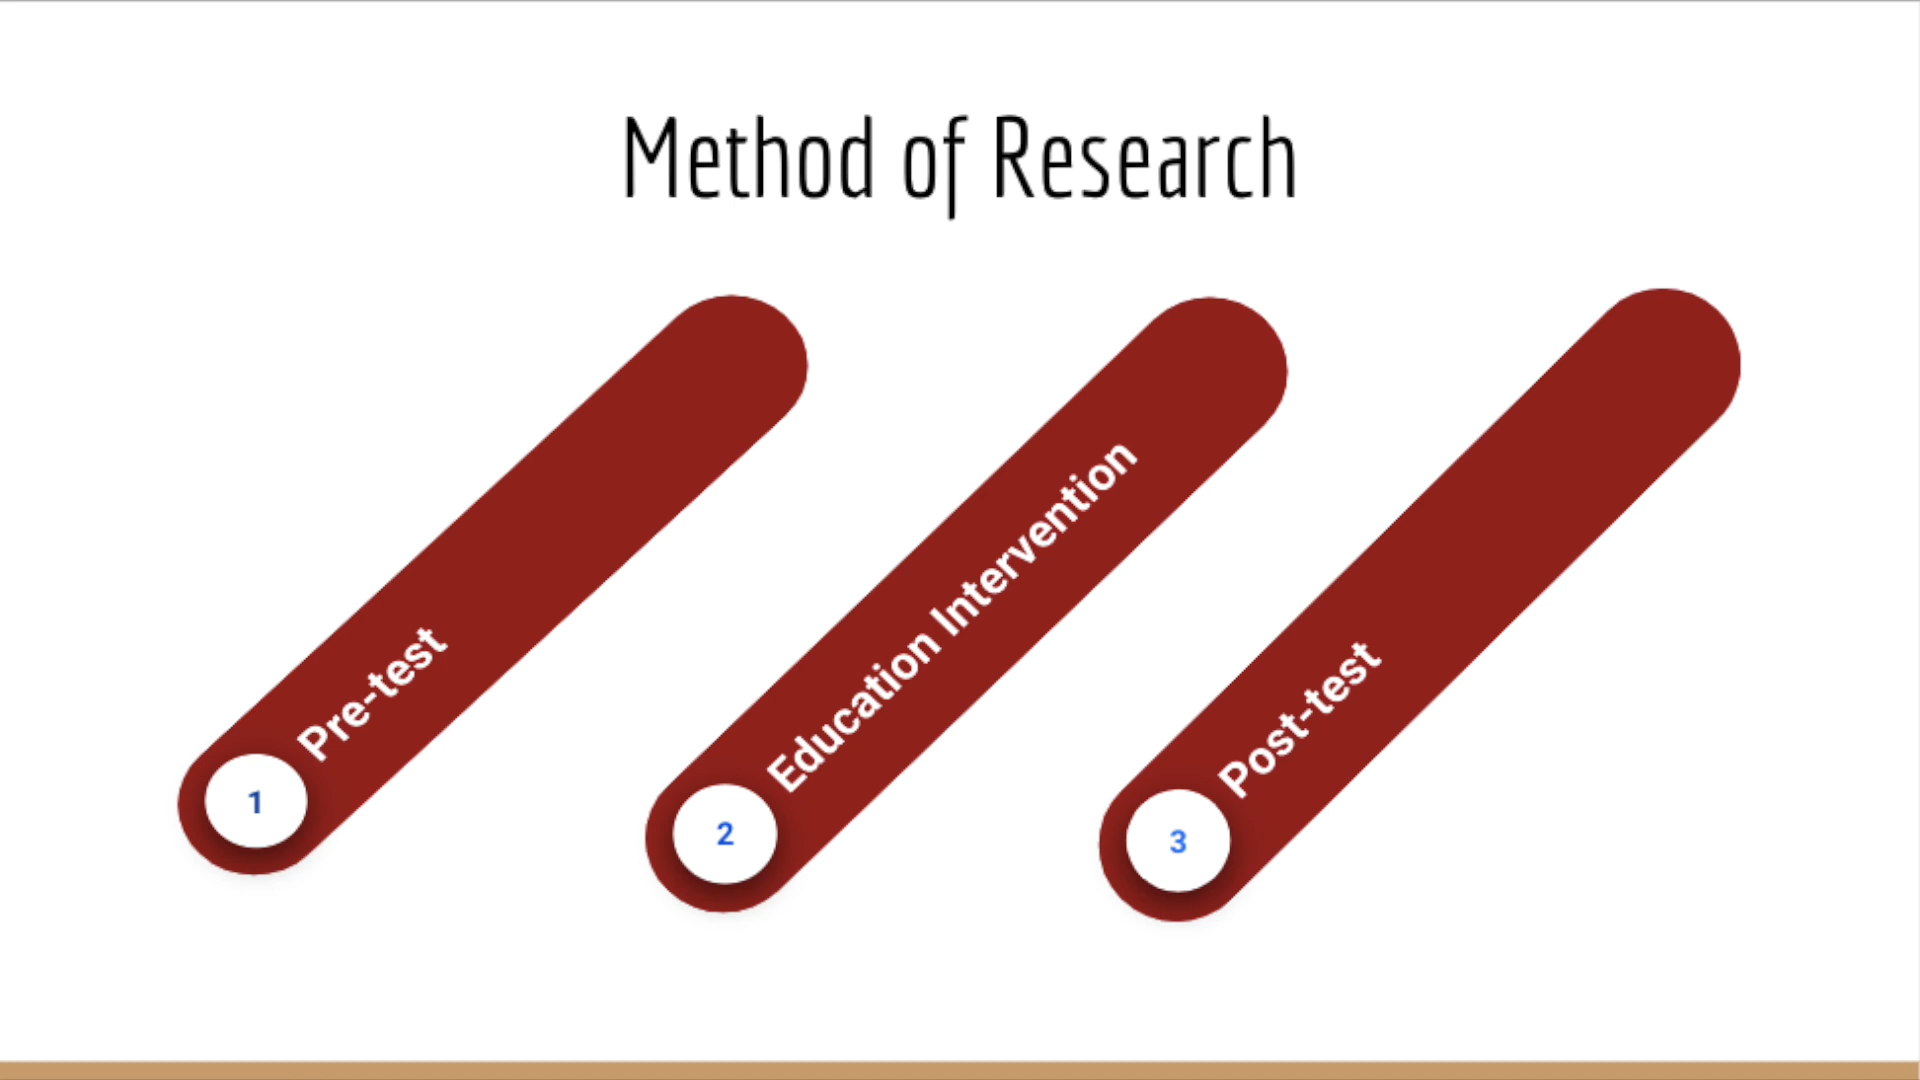 Method of Research
1 Pre-test
2 Education Intervention
3 Post-test